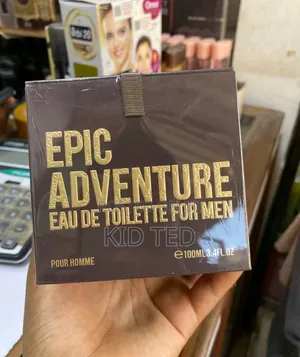 EPIC
ADVENTURE
EAU DE TOILETTE FOR MEN
KID TED
POUR HOMME
℮100ML 3.4FL.OZ